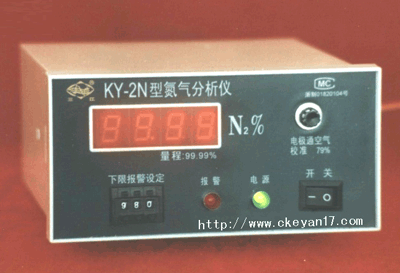 KY-2N型氮气分析仪
MC
88.88
N₂%
量程:99.99%
电极通空气
校准 79%
下限报警设定
980
报警
电源
开关
http://www.ckeyan17.com